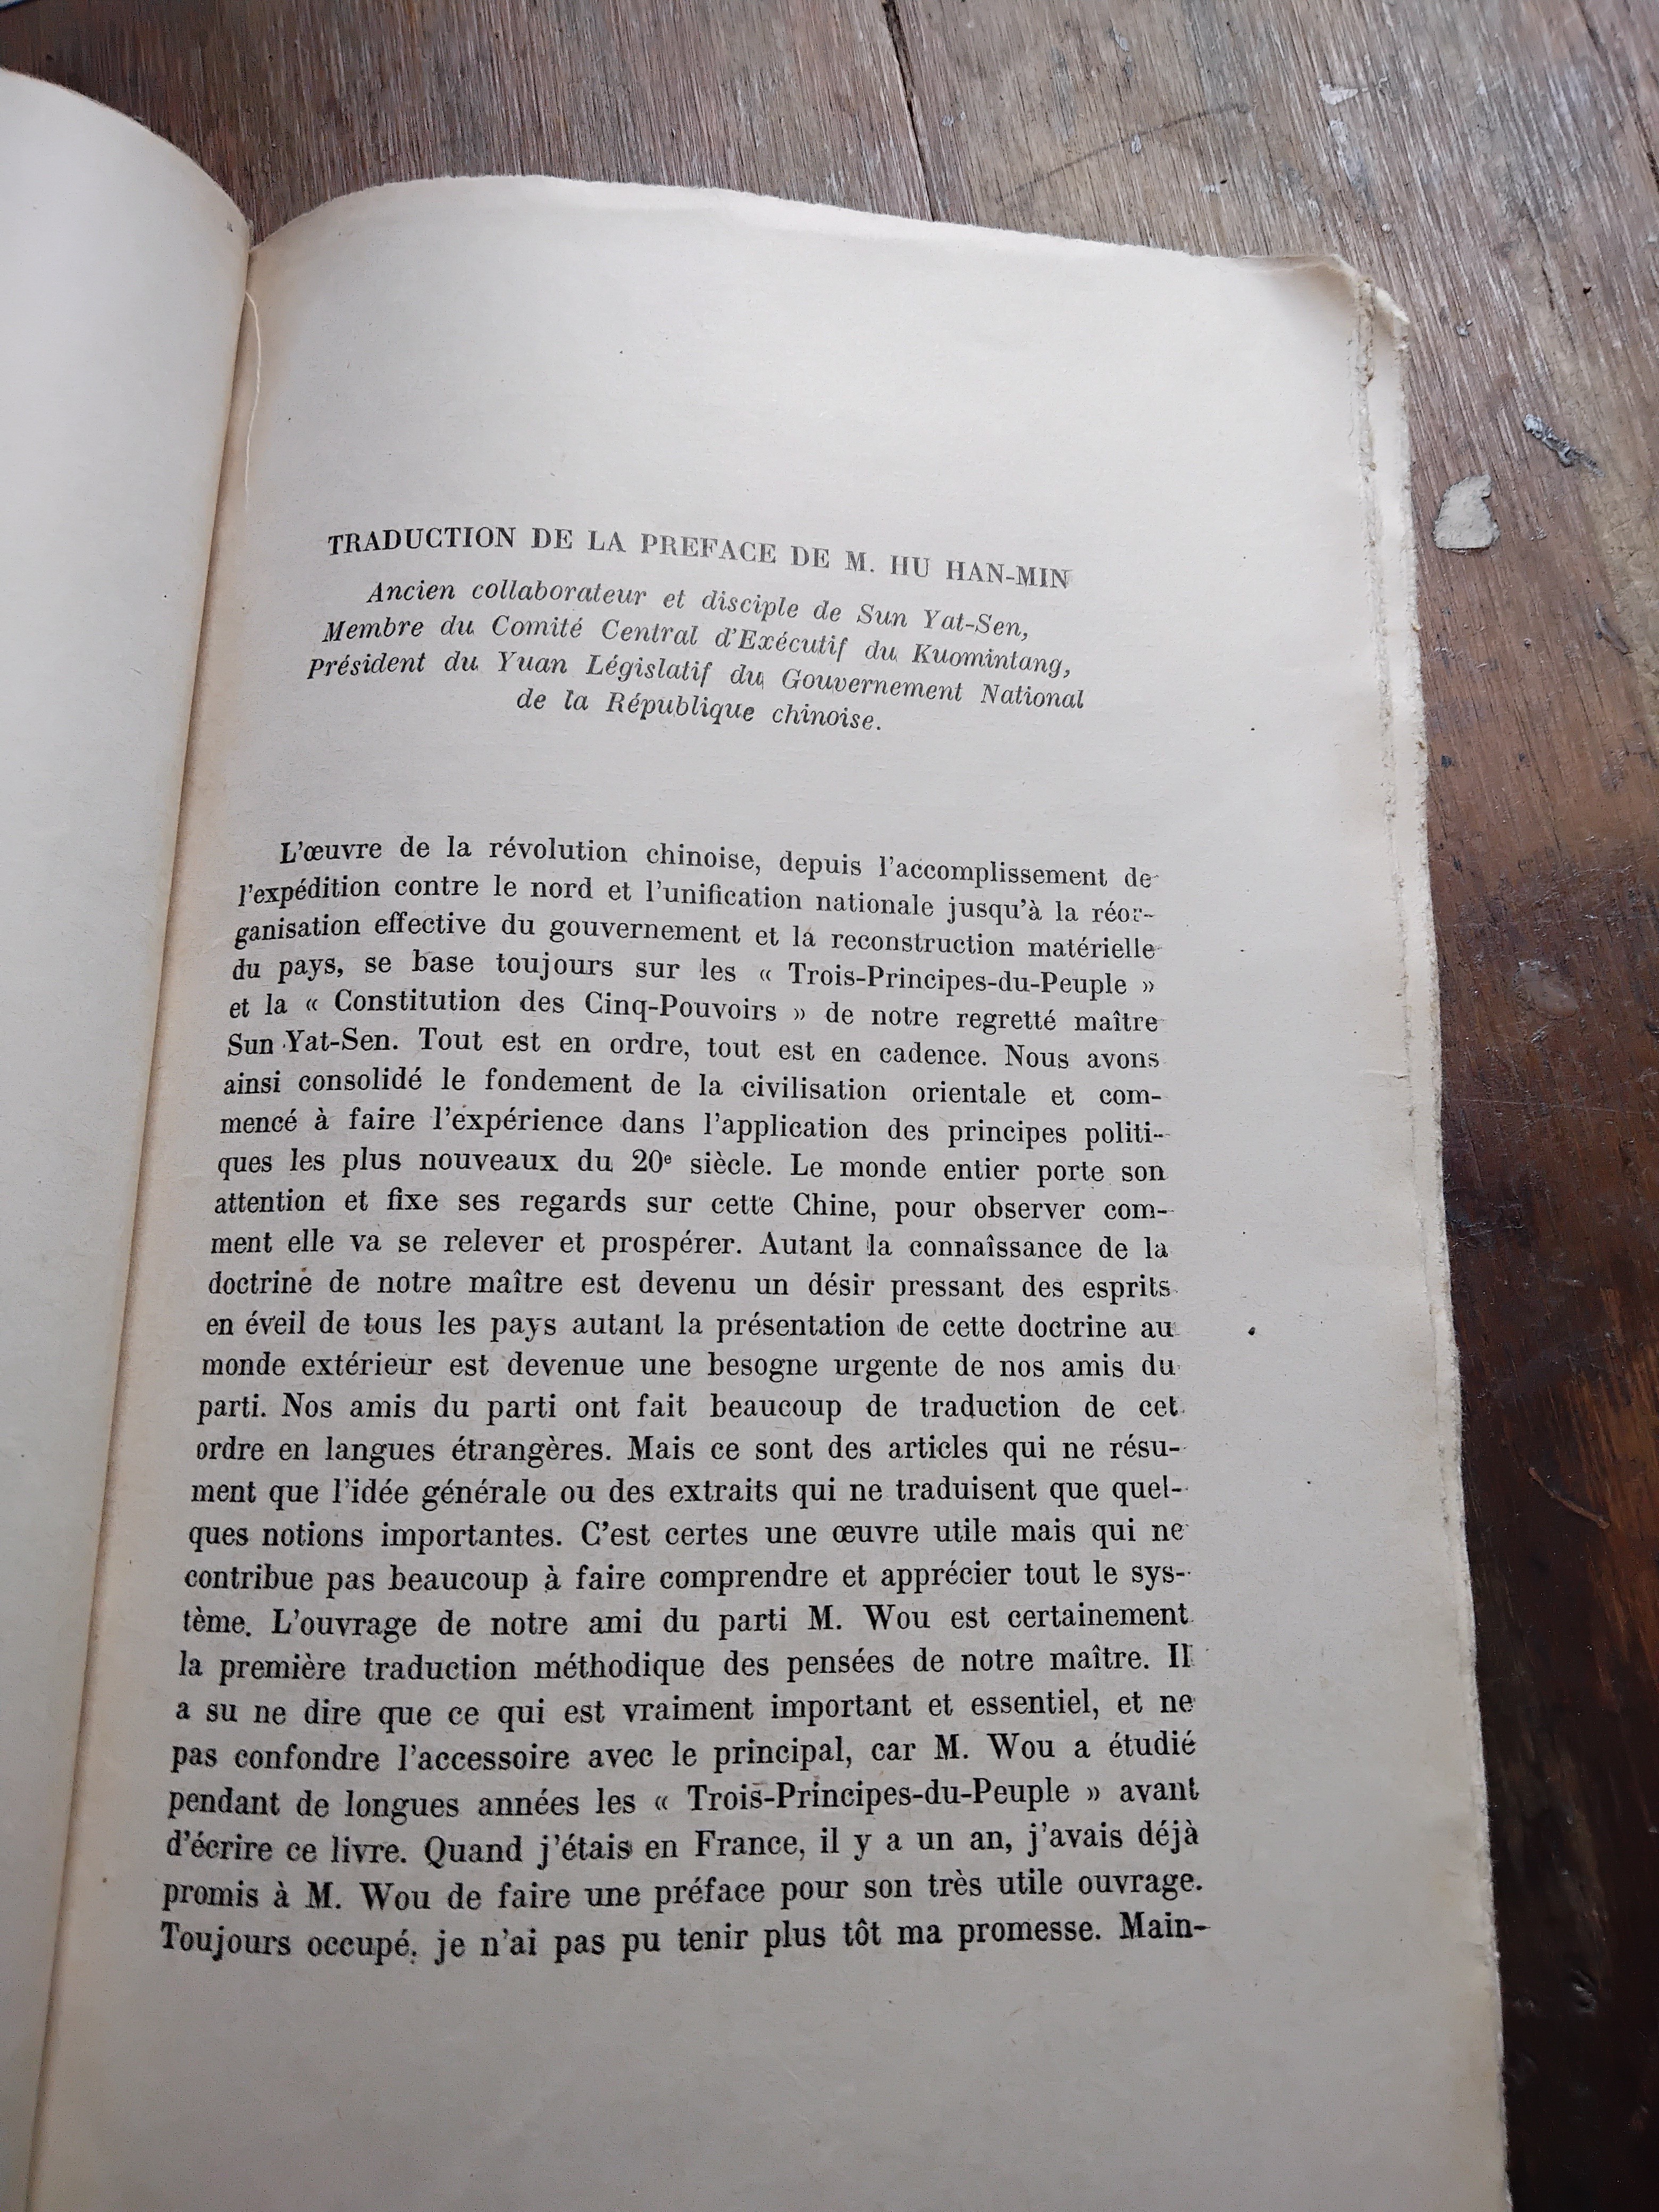 TRADUCTION DE LA PREFACE DE M. HU HAN-MIN
Ancien collaborateur et disciple de Sun Yat-Sen,
Membre du Comité Central d'Exécutif du Kuomintang,
Président du Yuan Législatif du Gouvernement National
de la République chinoise.
L'œuvre de la révolution chinoise, depuis l'accomplissement de
l'expédition contre le nord et l'unification nationale jusqu'à la réor-
ganisation effective du gouvernement et la reconstruction matérielle
du pays, se base toujours sur les « Trois-Principes-du-Peuple »
et la « Constitution des Cinq-Pouvoirs » de notre regretté maître
Sun Yat-Sen. Tout est en ordre, tout est en cadence. Nous avons
ainsi consolidé le fondement de la civilisation orientale et com-
mencé à faire l'expérience dans l'application des principes politi-
ques les plus nouveaux du 20e siècle. Le monde entier porte son
attention et fixe ses regards sur cette Chine, pour observer com-
ment elle va se relever et prospérer. Autant la connaîssance de la
doctrine de notre maître est devenu un désir pressant des esprits
en éveil de tous les pays autant la présentation de cette doctrine au
monde extérieur est devenue une besogne urgente de nos amis du
parti. Nos amis du parti ont fait beaucoup de traduction de cet
ordre en langues étrangères. Mais ce sont des articles qui ne résu-
ment que l'idée générale ou des extraits qui ne traduisent que quel-
ques notions importantes. C'est certes une œuvre utile mais qui ne
contribue pas beaucoup à faire comprendre et apprécier tout le sys-
tème. L'ouvrage de notre ami du parti M. Wou est certainement
la première traduction méthodique des pensées de notre maître. Il
a su ne dire que ce qui est vraiment important et essentiel, et ne
pas confondre l'accessoire avec le principal, car M. Wou a étudié
pendant de longues années les « Trois-Principes-du-Peuple » avant
d'écrire ce livre. Quand j'étais en France, il y a un an, j'avais déjà
promis à M. Wou de faire une préface pour son très utile ouvrage.
Toujours occupé, je n'ai pas pu tenir plus tôt ma promesse. Main-